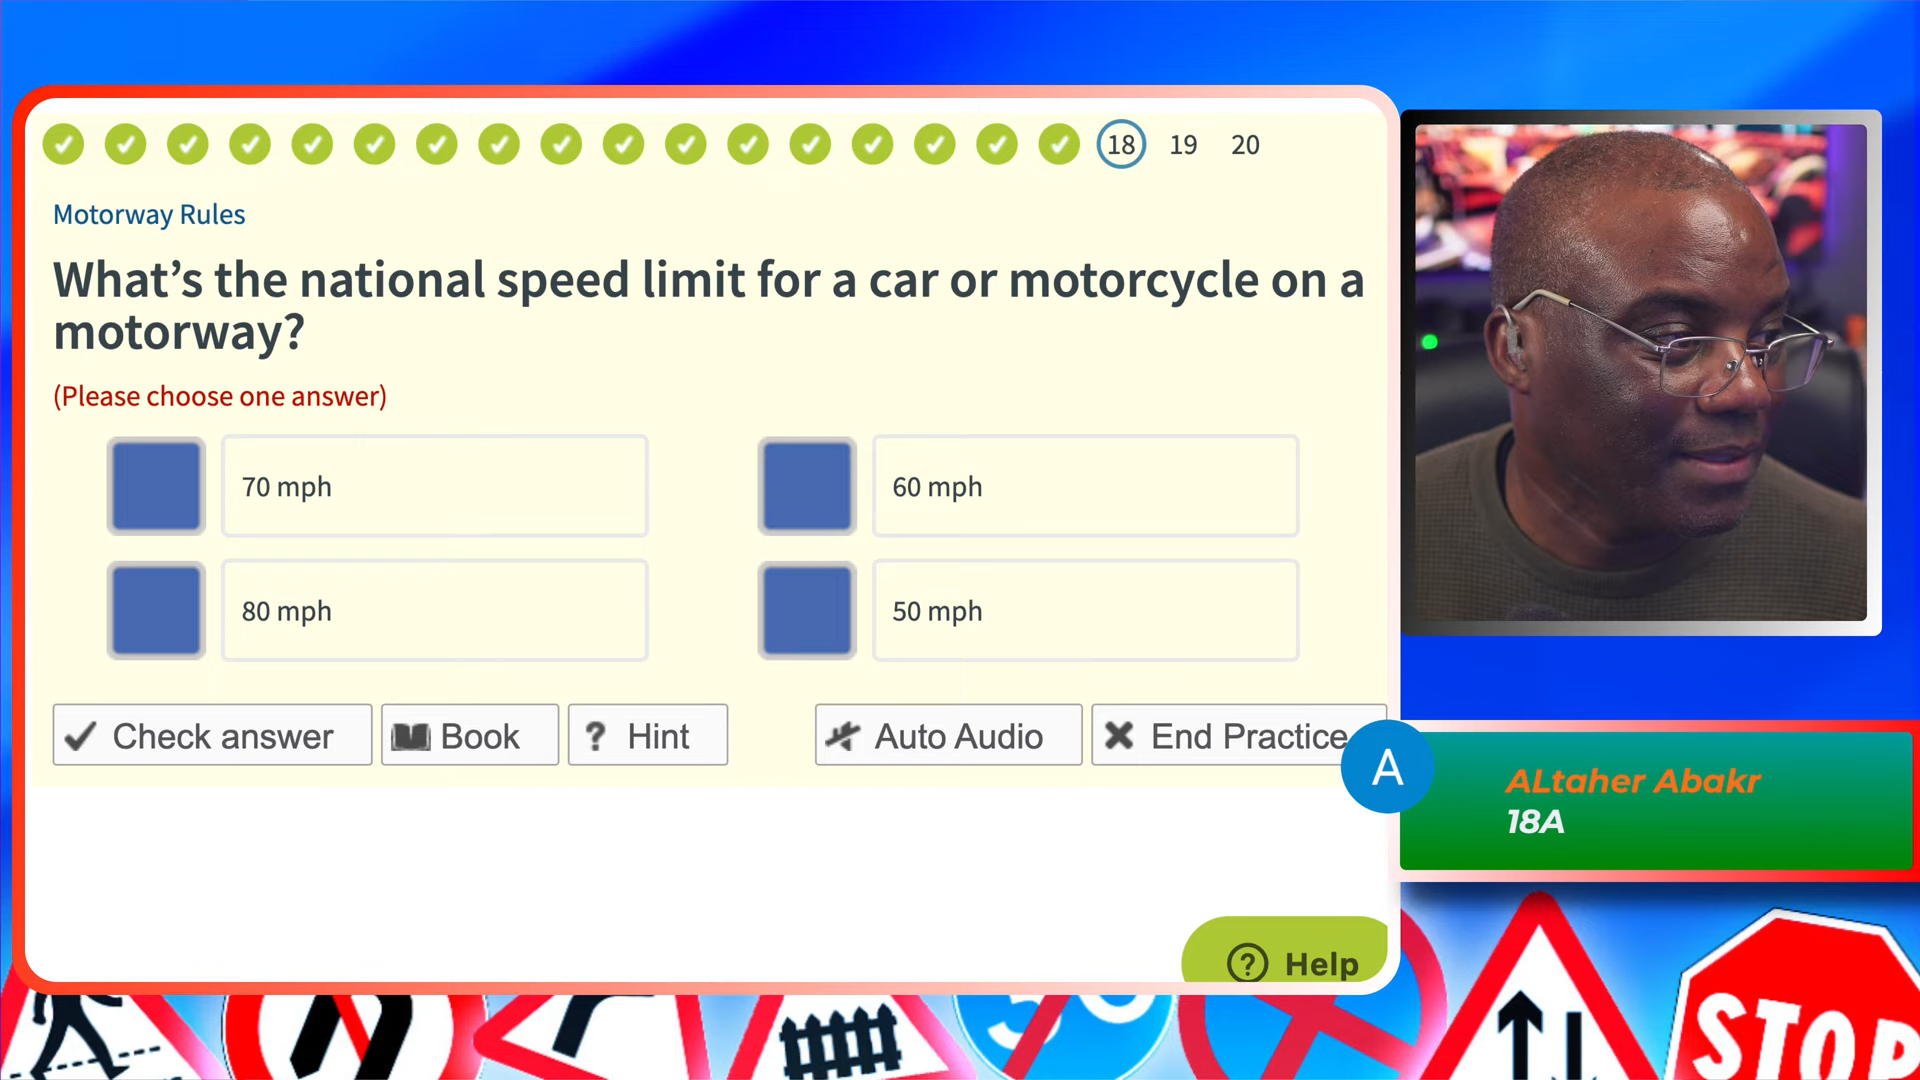 18 19 20
Motorway Rules
What's the national speed limit for a car or motorcycle on a
motorway?
(Please choose one answer)
70 mph
60 mph
80 mph
50 mph
Check answer
Book
? Hint
Auto Audio
End Practice
A
ALtaher Abakr
18A
? Help
STOP